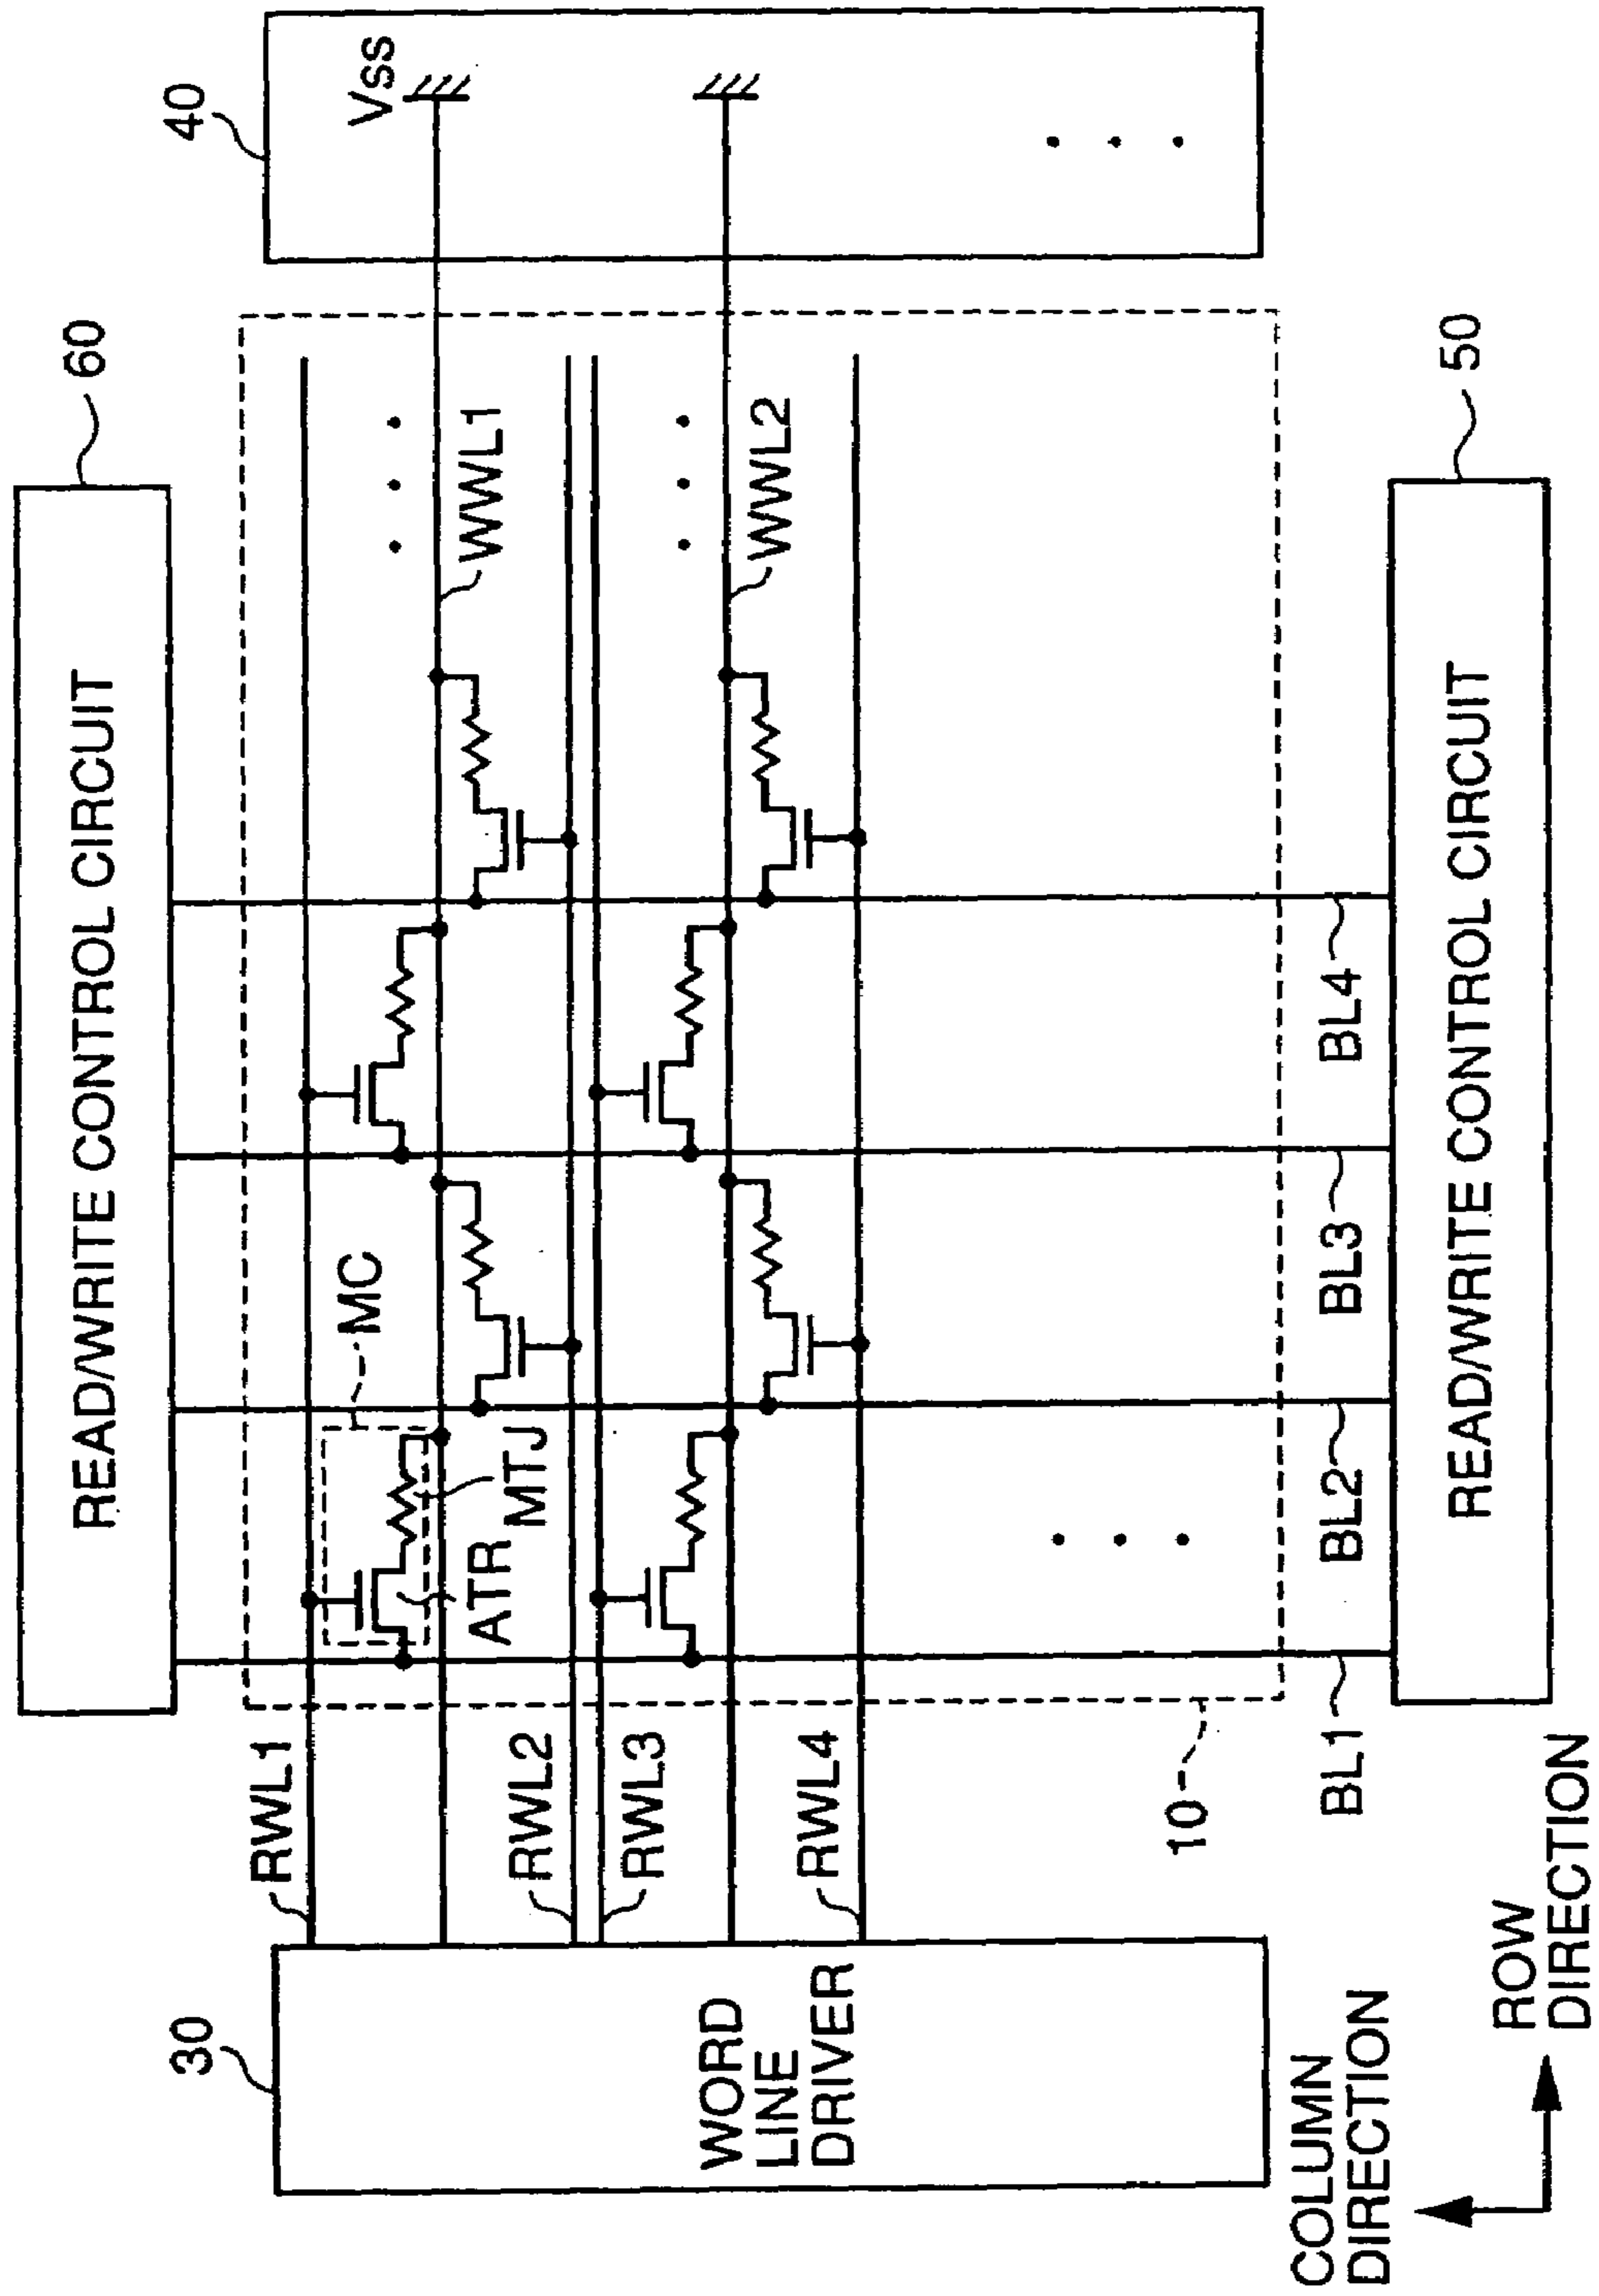 60
READ/WRITE CONTROL CIRCUIT
40
Vss
30
WORD
LINE
DRIVER
RWL1
MC
ATR
MTJ
WWL1
RWL2
RWL3
WWL2
RWL4
10
BL1
BL2
BL3
BL4
50
READ/WRITE CONTROL CIRCUIT
COLUMN
DIRECTION
ROW
DIRECTION